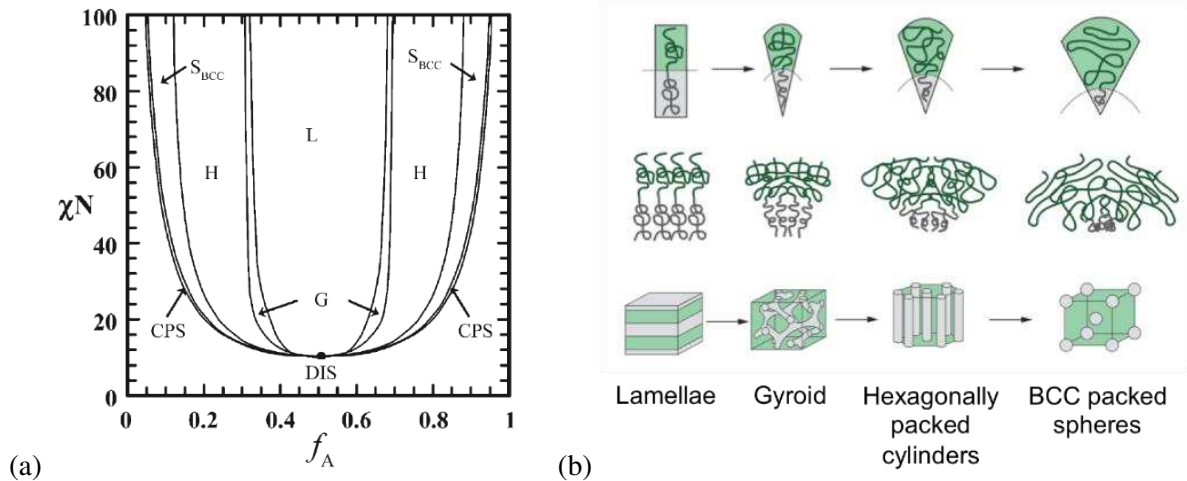 100
80
60
40
20
0
χN
S_BCC
S_BCC
H
L
H
G
CPS
CPS
DIS
0
0.2
0.4
0.6
0.8
1
f_A
(a)
Lamellae
Gyroid
Hexagonally
packed
cylinders
BCC packed
spheres
(b)